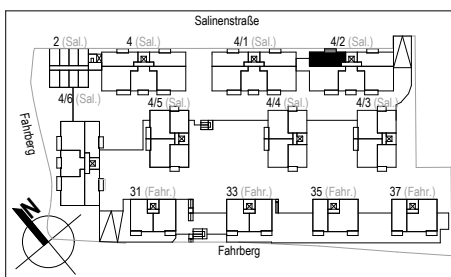 Salinenstraße
2 (Sal.) 4 (Sal.) 4/1 (Sal.) 4/2 (Sal.)
4/6 (Sal.) 4/5 (Sal.) 4/4 (Sal.) 4/3 (Sal.)
Fahrberg
31 (Fahr.) 33 (Fahr.) 35 (Fahr.) 37 (Fahr.)
N
Fahrberg